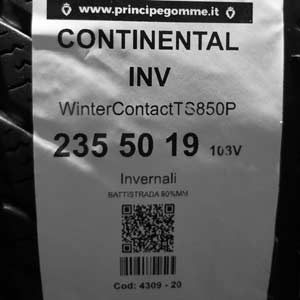 www.principegomme.it
CONTINENTAL
INV
WinterContactTS850P
235 50 19 103V
Invernali
BATTISTRADA 80%MM
Cod: 4309 - 20